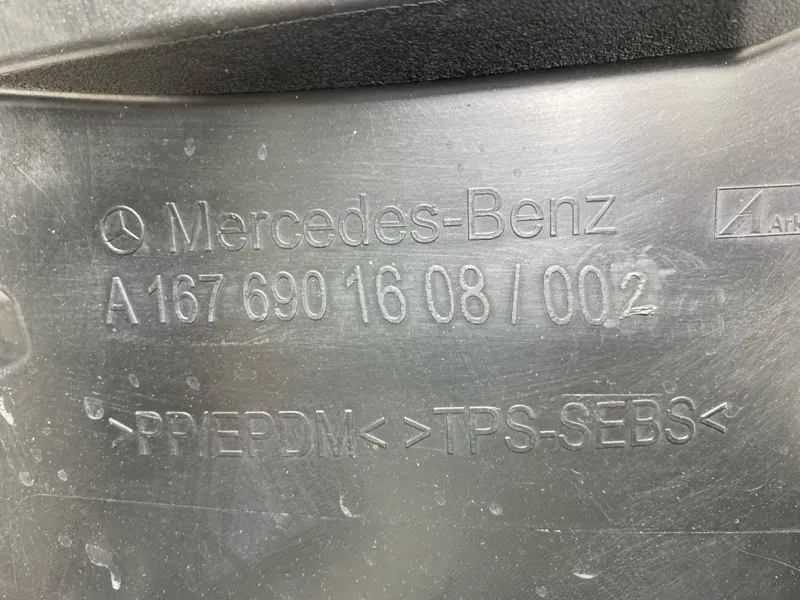 Mercedes-Benz
A 167 690 16 08 / 002
>PP/EPDM< >TPS-SEBS<